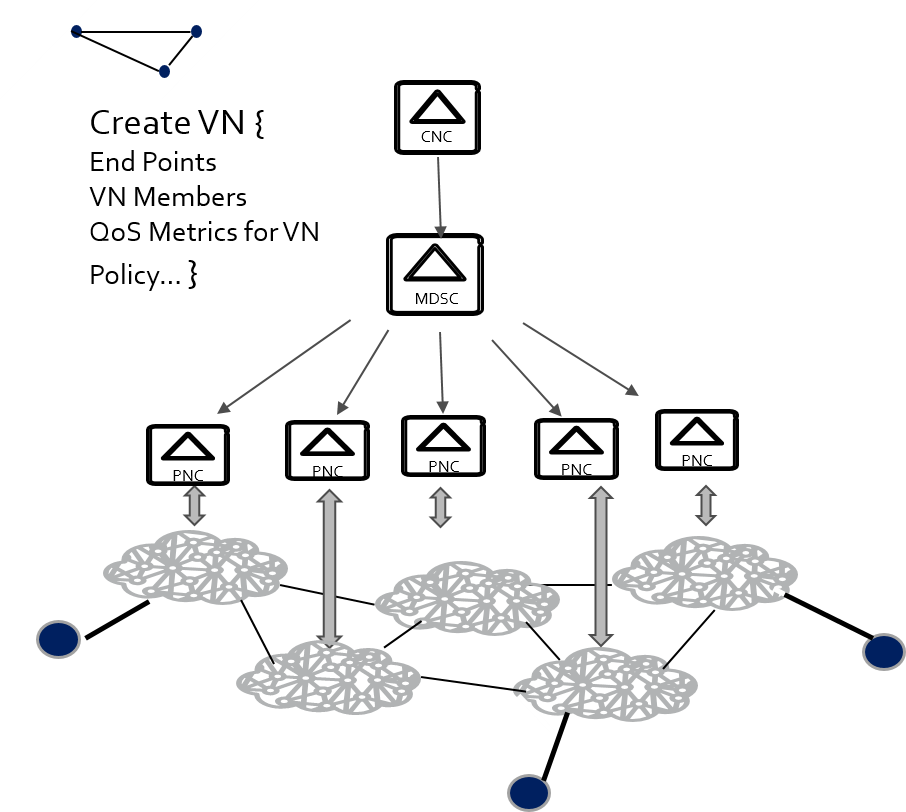 Create VN {
End Points
VN Members
QoS Metrics for VN
Policy... }
CNC
MDSC
PNC
PNC
PNC
PNC
PNC